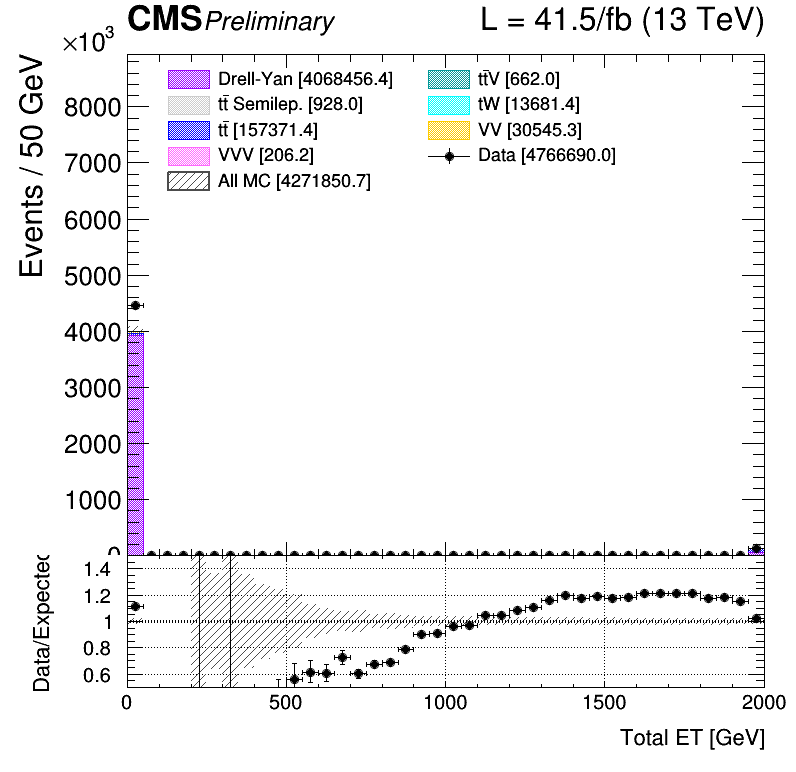 CMS Preliminary L = 41.5/fb (13 TeV)
×10³
Drell-Yan [4068456.4] tt̄V [662.0]
tt̄ Semilep. [928.0] tW [13681.4]
tt̄ [157371.4] VV [30545.3]
VVV [206.2] Data [4766690.0]
All MC [4271850.7]
Events / 50 GeV
8000
7000
6000
5000
4000
3000
2000
1000
0
Data/Expected
1.4
1.2
1
0.8
0.6
0 500 1000 1500 2000
Total ET [GeV]